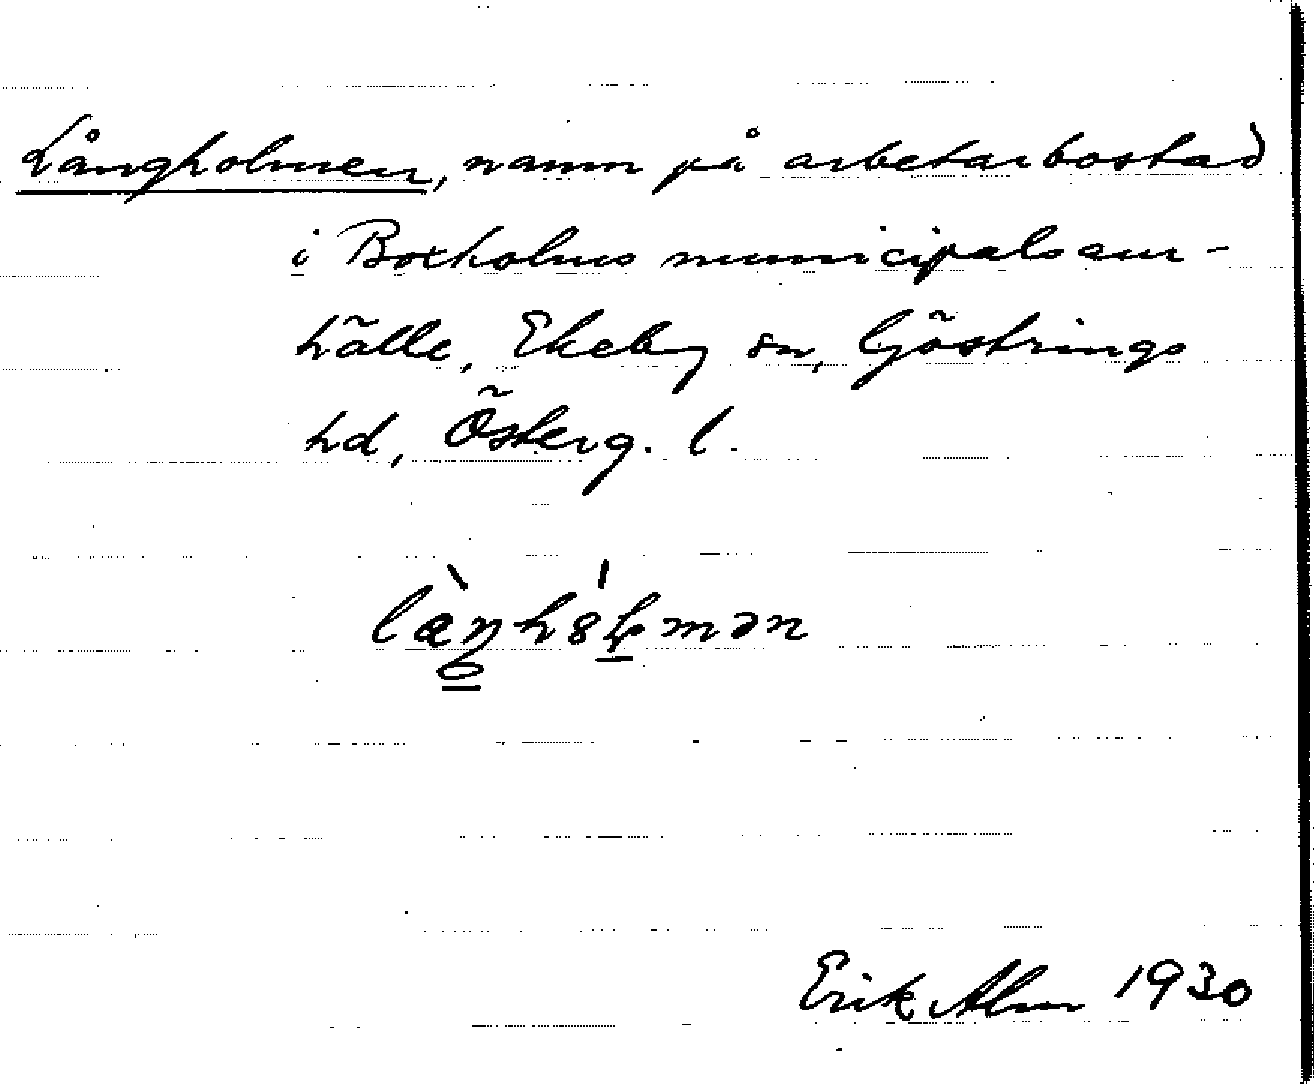 Långholmen, namn på arbetarbostad
i Boxholms municipalsam-
hälle, Ekeby sn, Göstrings
hd, Österg. l.
Erik Alm 1930